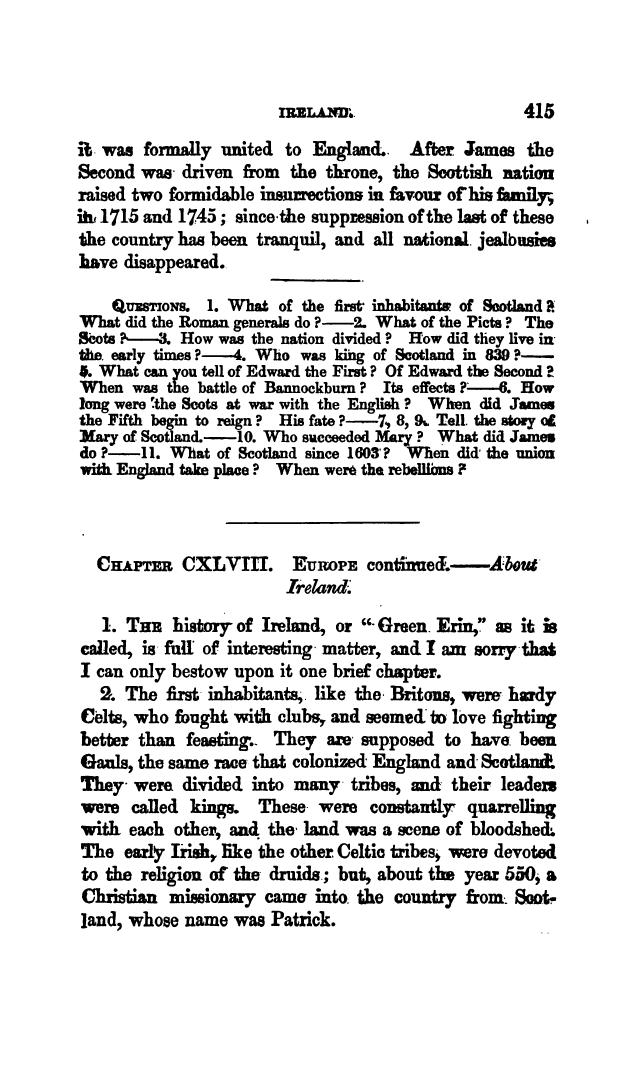 IRELAND. 415
it was formally united to England. After James the
Second was driven from the throne, the Scottish nation
raised two formidable insurrections in favour of his family,
in 1715 and 1745; since the suppression of the last of these
the country has been tranquil, and all national jealousies
have disappeared.
QUESTIONS. 1. What of the first inhabitants of Scotland?
What did the Roman generals do?——2. What of the Picts? The
Scots?——3. How was the nation divided? How did they live in
the early times?——4. Who was king of Scotland in 839?——
5. What can you tell of Edward the First? Of Edward the Second?
When was the battle of Bannockburn? Its effects?——6. How
long were the Scots at war with the English? When did James
the Fifth begin to reign? His fate?——7, 8, 9. Tell the story of
Mary of Scotland.——10. Who succeeded Mary? What did James
do?——11. What of Scotland since 1603? When did the union
with England take place? When were the rebellions?
CHAPTER CXLVIII. EUROPE continued.——About
Ireland.
1. THE history of Ireland, or "Green Erin," as it is
called, is full of interesting matter, and I am sorry that
I can only bestow upon it one brief chapter.
2. The first inhabitants, like the Britons, were hardy
Celts, who fought with clubs, and seemed to love fighting
better than feasting. They are supposed to have been
Gauls, the same race that colonized England and Scotland.
They were divided into many tribes, and their leaders
were called kings. These were constantly quarrelling
with each other, and the land was a scene of bloodshed.
The early Irish, like the other Celtic tribes, were devoted
to the religion of the druids; but, about the year 550, a
Christian missionary came into the country from Scot-
land, whose name was Patrick.